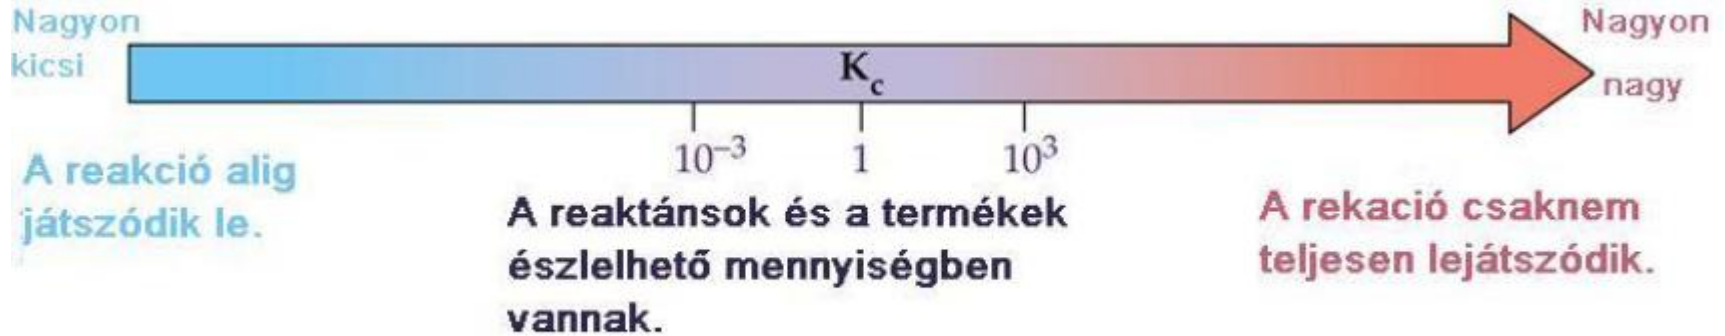 Nagyon
kicsi
Nagyon
nagy
K_c
10⁻³ 1 10³
A reakció alig
játszódik le.
A reaktánsok és a termékek
észlelhető mennyiségben
vannak.
A rekació csaknem
teljesen lejátszódik.